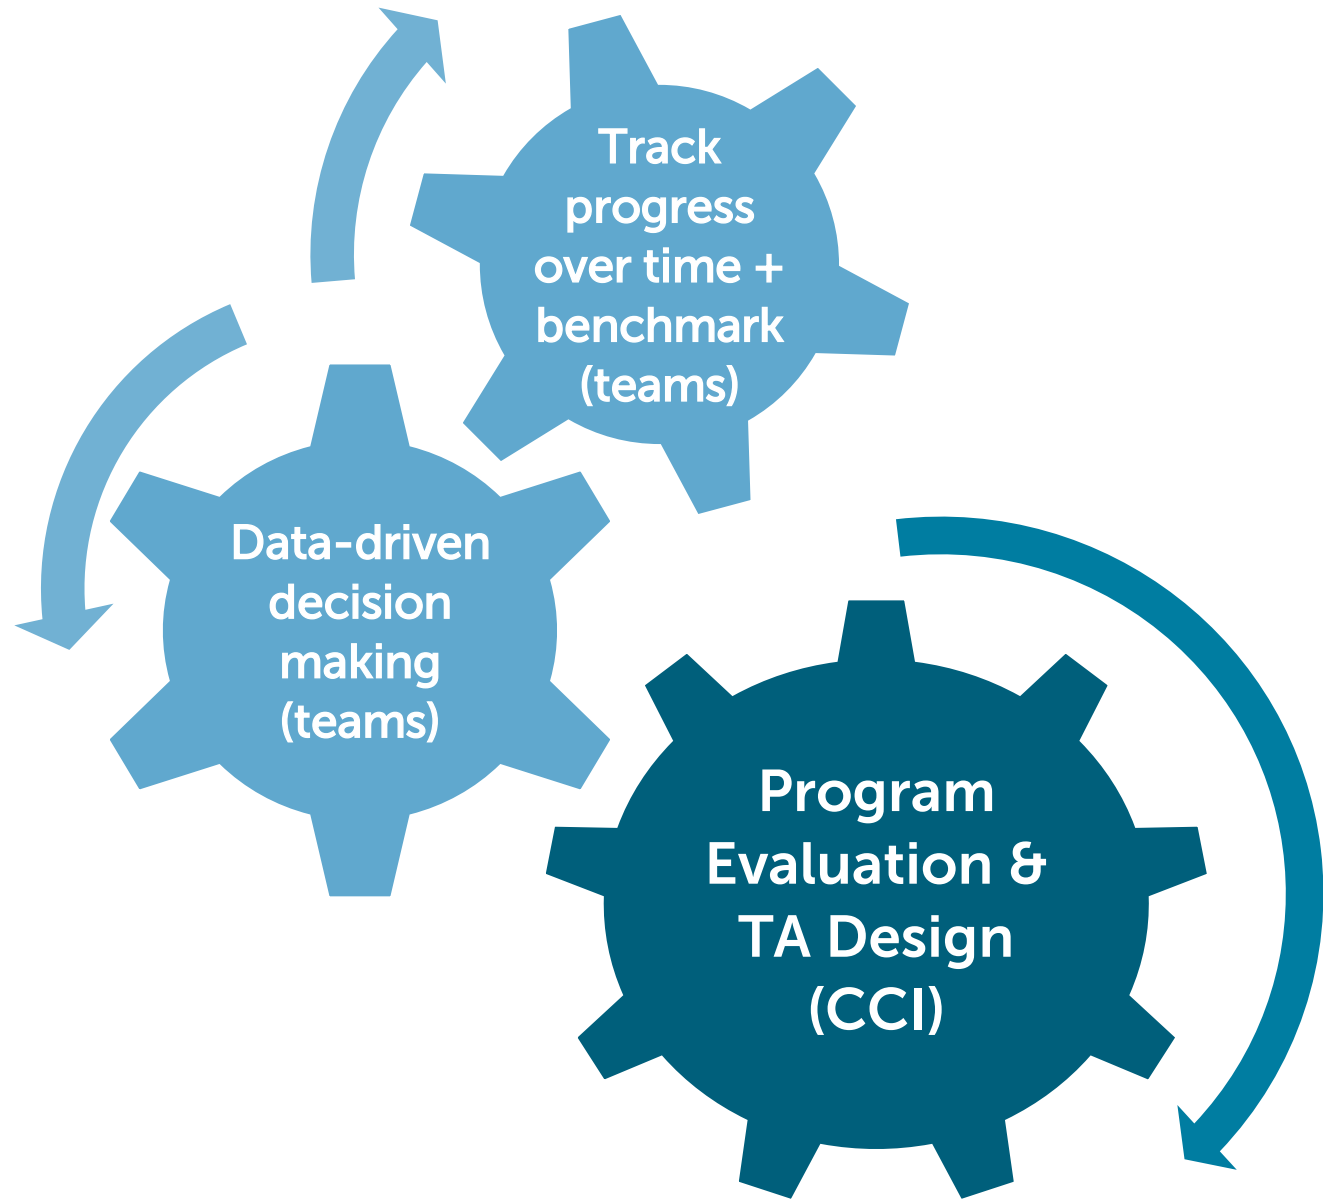 Track
progress
over time +
benchmark
(teams)
Data-driven
decision
making
(teams)
Program
Evaluation &
TA Design
(CCI)